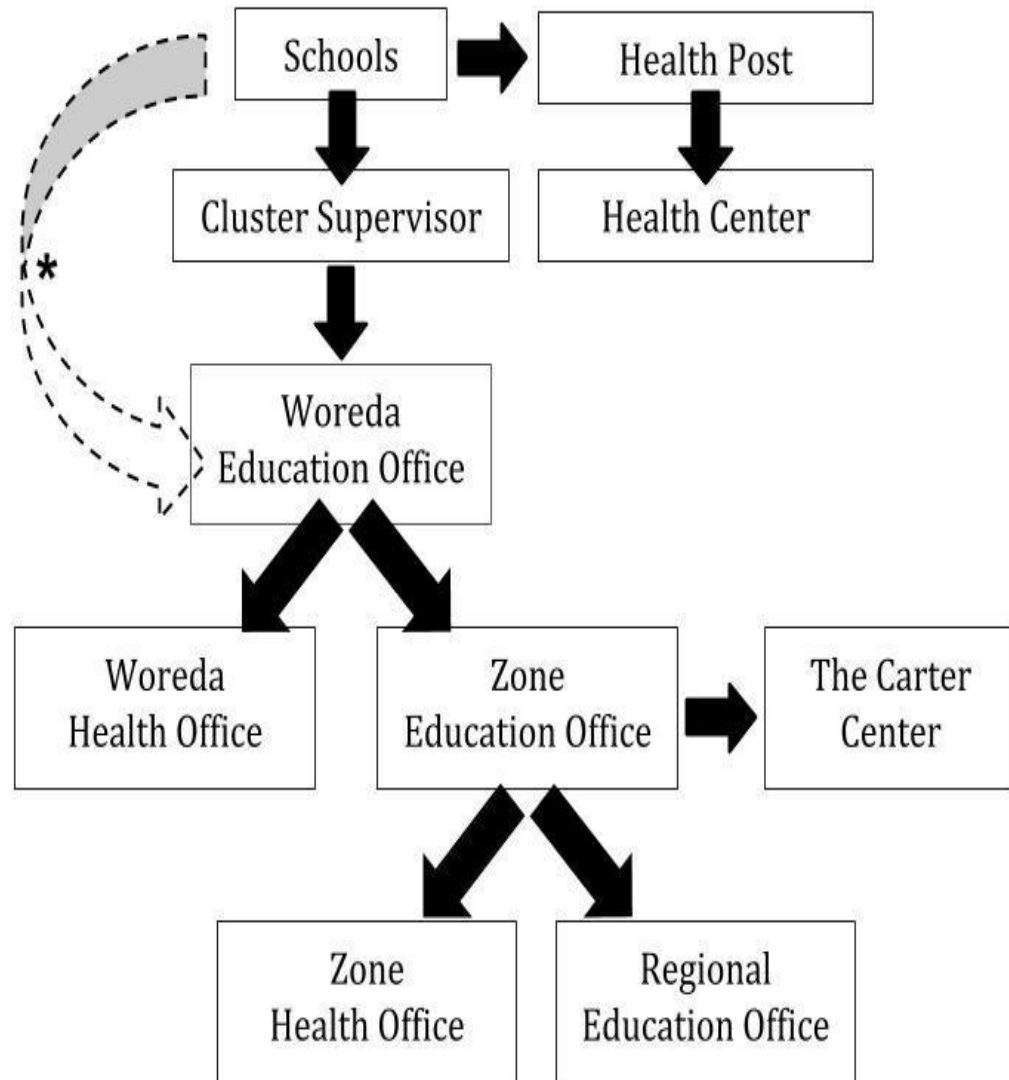 Schools
Health Post
Cluster Supervisor
Health Center
*
Woreda
Education Office
Woreda
Health Office
Zone
Education Office
The Carter
Center
Zone
Health Office
Regional
Education Office